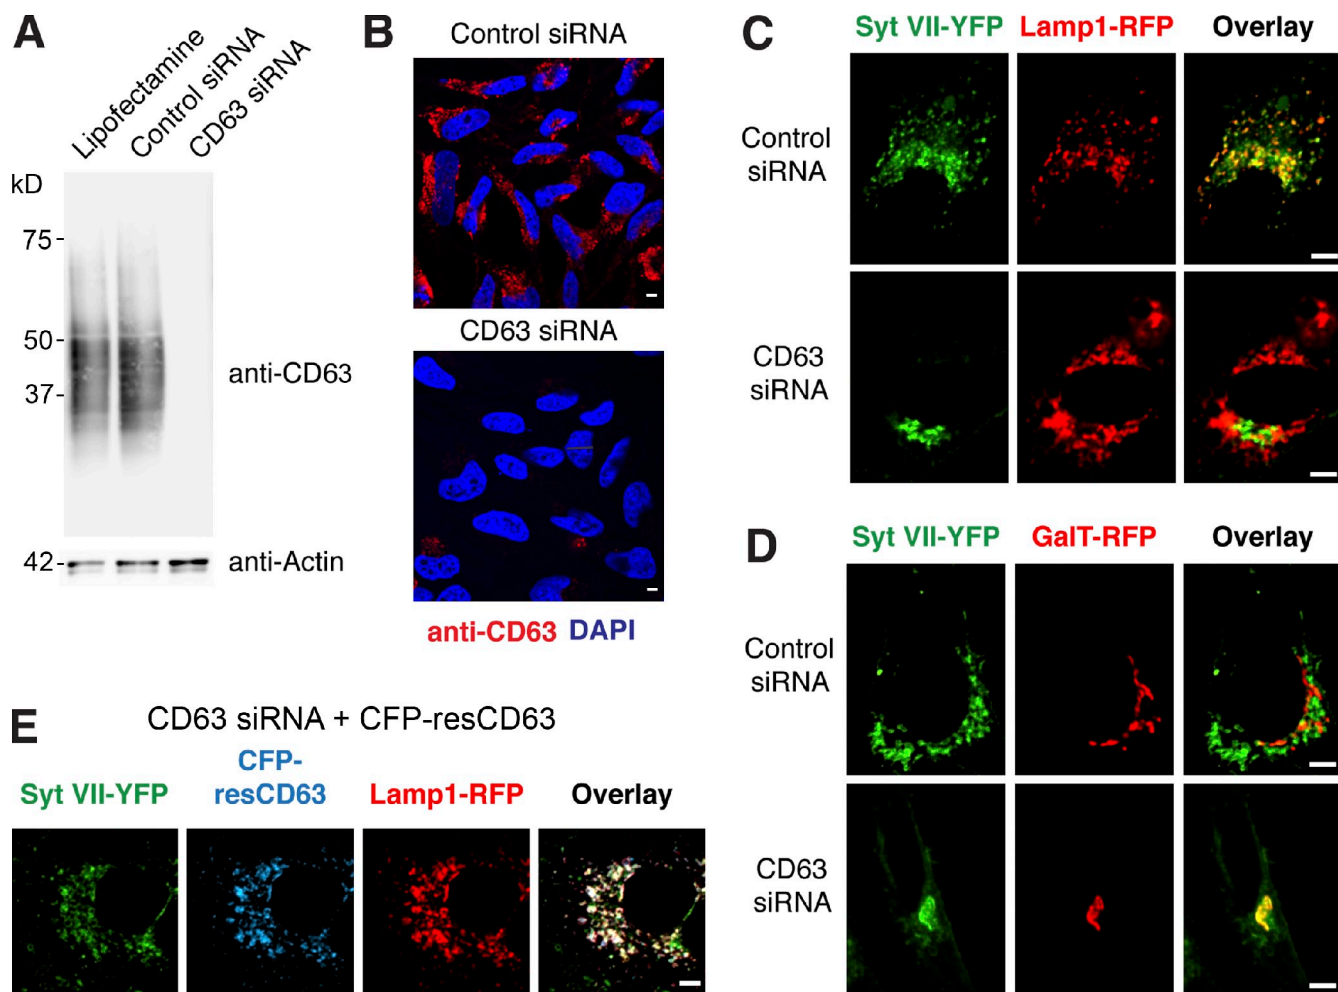 A
Lipofectamine
Control siRNA
CD63 siRNA
kD
75
50
37
anti-CD63
42
anti-Actin
B
Control siRNA
CD63 siRNA
anti-CD63 DAPI
C
Syt VII-YFP Lamp1-RFP Overlay
Control
siRNA
CD63
siRNA
D
Syt VII-YFP GalT-RFP Overlay
Control
siRNA
CD63
siRNA
E
CD63 siRNA + CFP-resCD63
Syt VII-YFP
CFP-
resCD63
Lamp1-RFP
Overlay